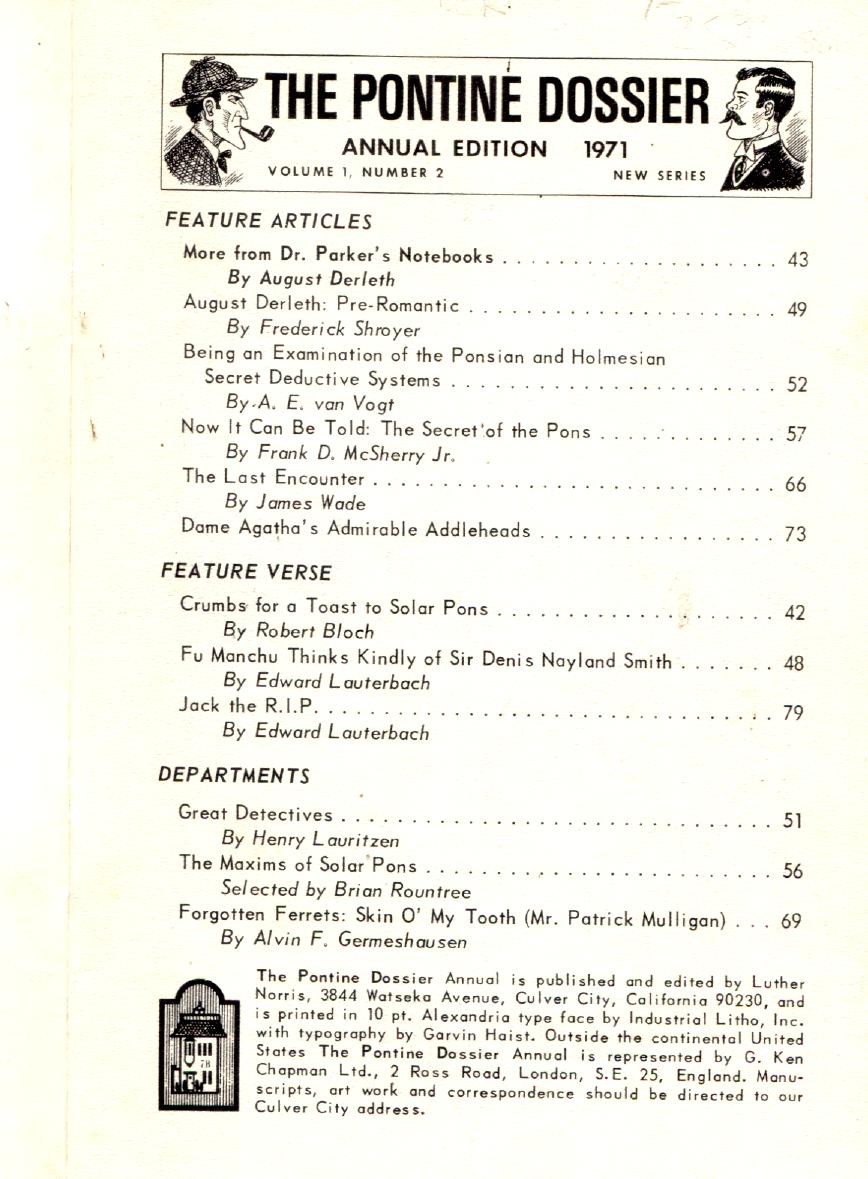 THE PONTINE DOSSIER
ANNUAL EDITION 1971
VOLUME 1, NUMBER 2 NEW SERIES
FEATURE ARTICLES
More from Dr. Parker's Notebooks . . . . . . . . . . . . . . . . . . . . 43
By August Derleth
August Derleth: Pre-Romantic . . . . . . . . . . . . . . . . . . . . . . 49
By Frederick Shroyer
Being an Examination of the Ponsian and Holmesian
Secret Deductive Systems . . . . . . . . . . . . . . . . . . . . . . . 52
By A. E. van Vogt
Now It Can Be Told: The Secret of the Pons . . . . . . . . . . . . . 57
By Frank D. McSherry Jr.
The Last Encounter . . . . . . . . . . . . . . . . . . . . . . . . . . . . 66
By James Wade
Dame Agatha's Admirable Addleheads . . . . . . . . . . . . . . . . . 73
FEATURE VERSE
Crumbs for a Toast to Solar Pons . . . . . . . . . . . . . . . . . . . . 42
By Robert Bloch
Fu Manchu Thinks Kindly of Sir Denis Nayland Smith . . . . . . . 48
By Edward Lauterbach
Jack the R.I.P. . . . . . . . . . . . . . . . . . . . . . . . . . . . . . . . . 79
By Edward Lauterbach
DEPARTMENTS
Great Detectives . . . . . . . . . . . . . . . . . . . . . . . . . . . . . . . 51
By Henry Lauritzen
The Maxims of Solar Pons . . . . . . . . . . . . . . . . . . . . . . . . . 56
Selected by Brian Rountree
Forgotten Ferrets: Skin O' My Tooth (Mr. Patrick Mulligan) . . . 69
By Alvin F. Germeshausen
The Pontine Dossier Annual is published and edited by Luther
Norris, 3844 Watseka Avenue, Culver City, California 90230, and
is printed in 10 pt. Alexandria type face by Industrial Litho, Inc.
with typography by Garvin Haist. Outside the continental United
States The Pontine Dossier Annual is represented by G. Ken
Chapman Ltd., 2 Ross Road, London, S.E. 25, England. Manu-
scripts, art work and correspondence should be directed to our
Culver City address.
7B